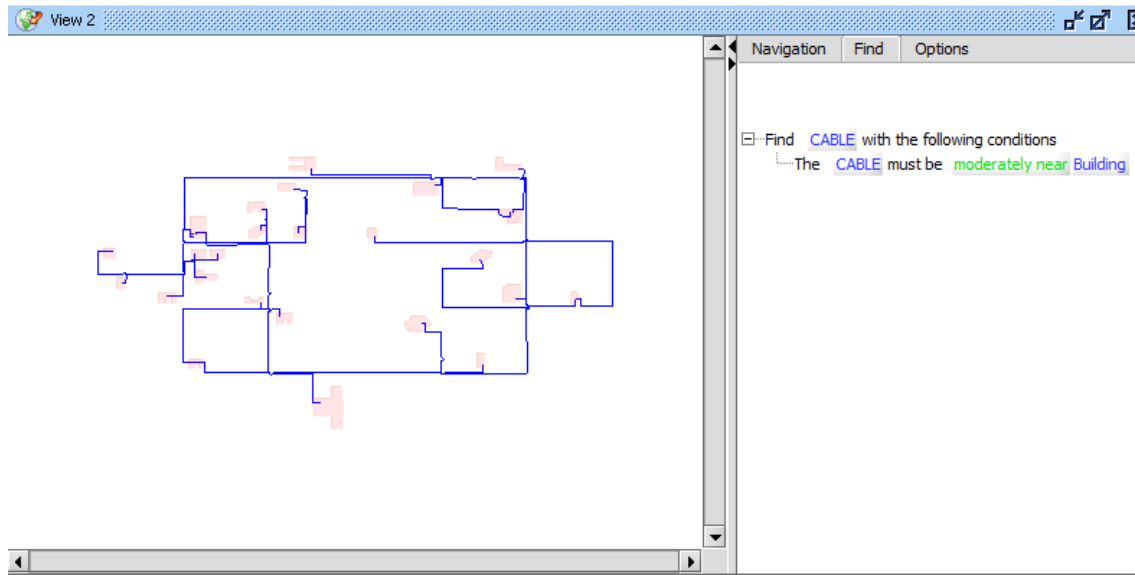 View 2
Navigation Find Options
Find CABLE with the following conditions
The CABLE must be moderately near Building